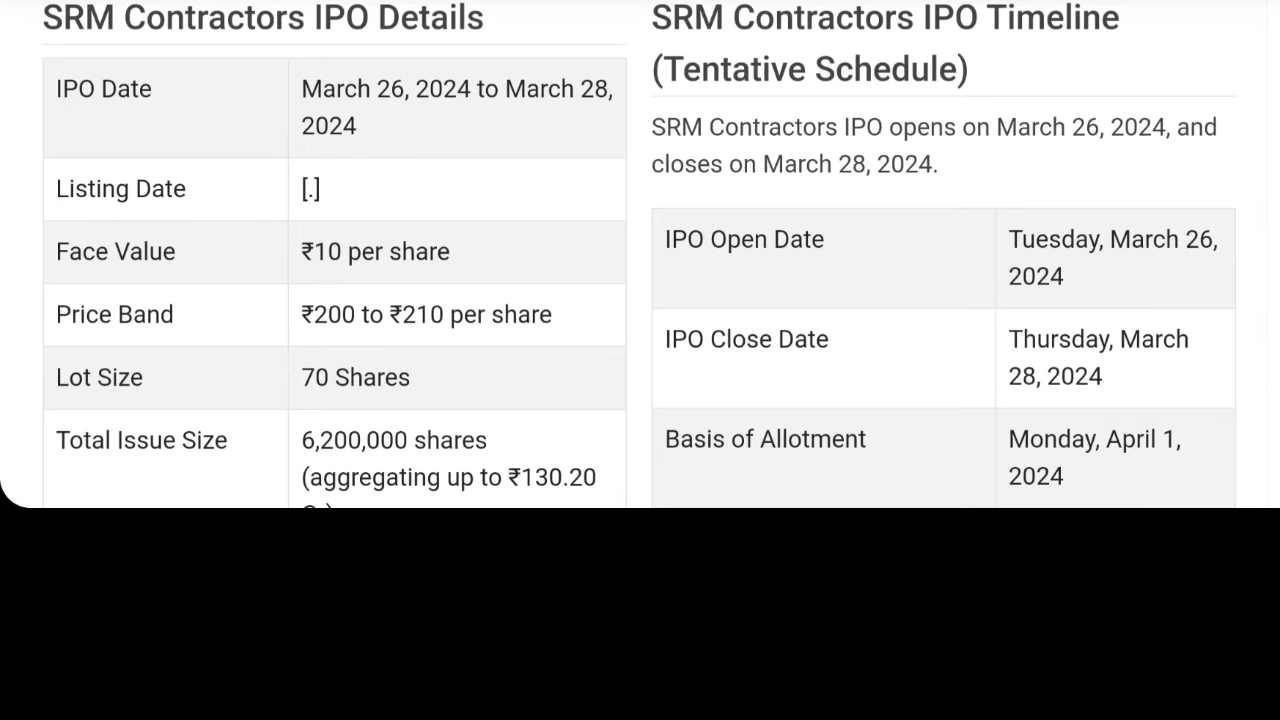 SRM Contractors IPO Details
IPO Date
March 26, 2024 to March 28,
2024
Listing Date
[.]
Face Value
₹10 per share
Price Band
₹200 to ₹210 per share
Lot Size
70 Shares
Total Issue Size
6,200,000 shares
(aggregating up to ₹130.20
SRM Contractors IPO Timeline
(Tentative Schedule)
SRM Contractors IPO opens on March 26, 2024, and
closes on March 28, 2024.
IPO Open Date
Tuesday, March 26,
2024
IPO Close Date
Thursday, March
28, 2024
Basis of Allotment
Monday, April 1,
2024